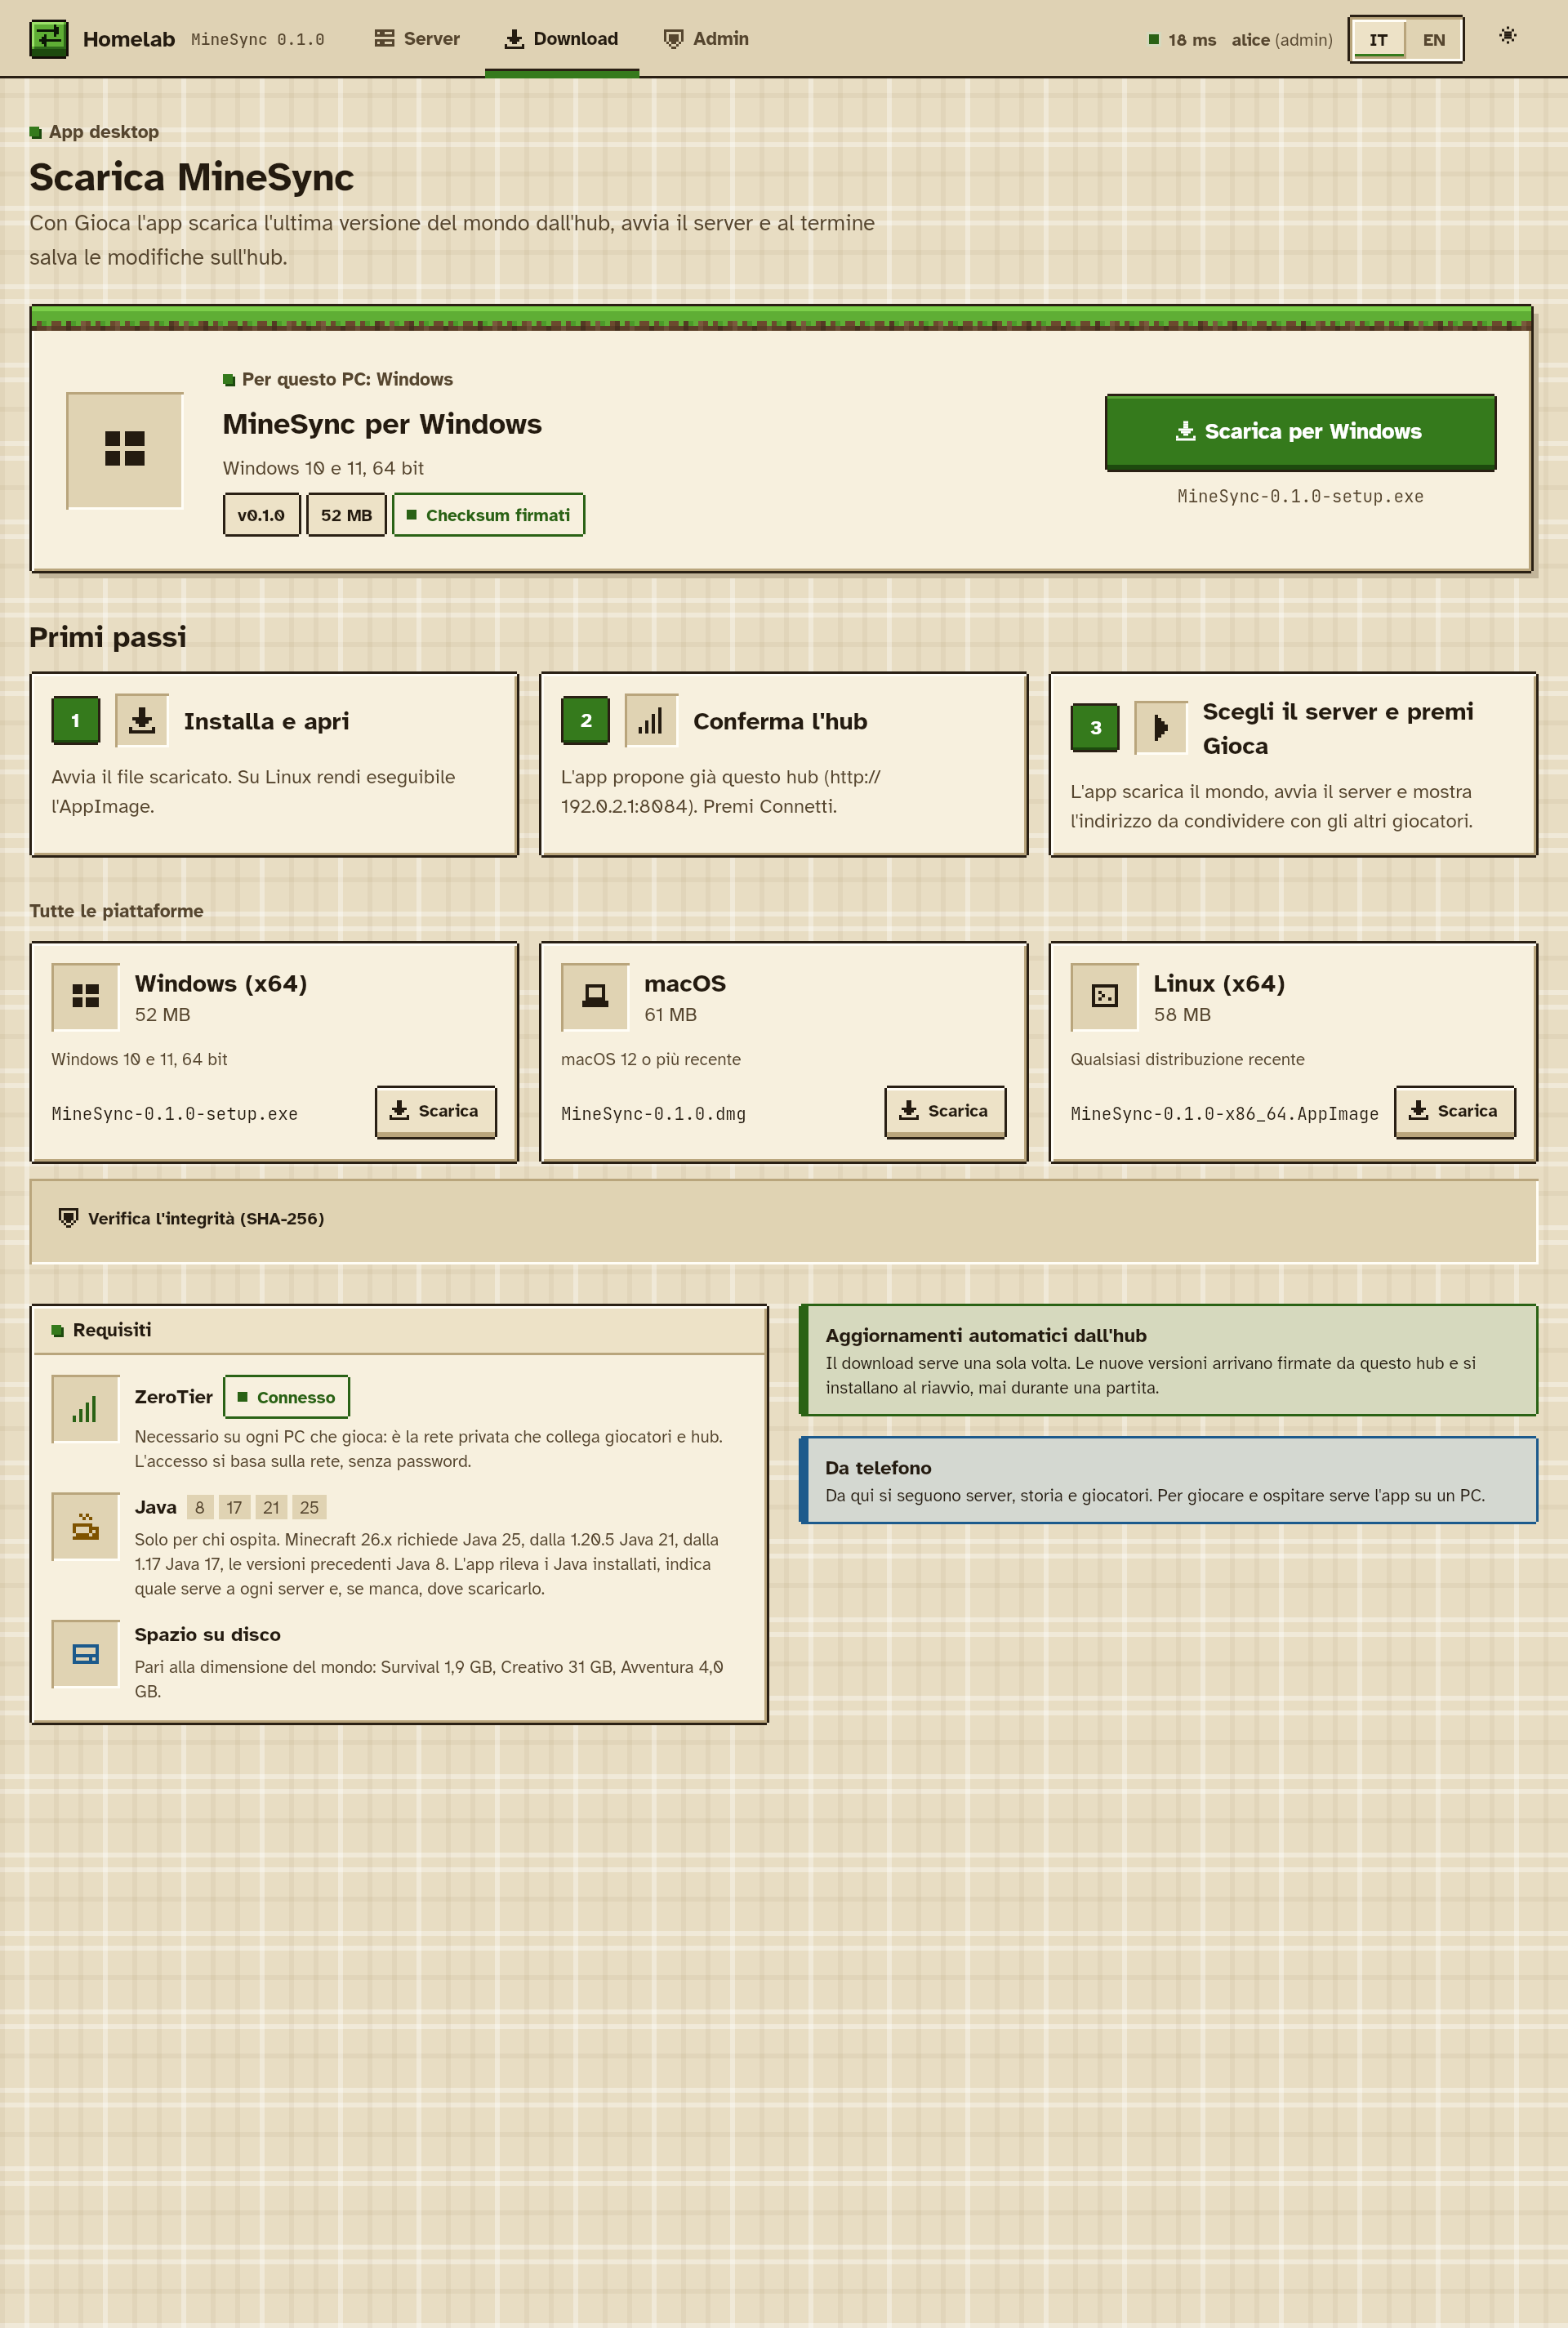 Homelab MineSync 0.1.0 Server Download Admin 18 ms alice (admin) IT EN
App desktop
Scarica MineSync
Con Gioca l'app scarica l'ultima versione del mondo dall'hub, avvia il server e al termine
salva le modifiche sull'hub.
Per questo PC: Windows
MineSync per Windows
Windows 10 e 11, 64 bit
v0.1.0 52 MB Checksum firmati
Scarica per Windows
MineSync-0.1.0-setup.exe
Primi passi
1 Installa e apri
Avvia il file scaricato. Su Linux rendi eseguibile
l'AppImage.
2 Conferma l'hub
L'app propone già questo hub (http://
192.0.2.1:8084). Premi Connetti.
3 Scegli il server e premi
Gioca
L'app scarica il mondo, avvia il server e mostra
l'indirizzo da condividere con gli altri giocatori.
Tutte le piattaforme
Windows (x64)
52 MB
Windows 10 e 11, 64 bit
MineSync-0.1.0-setup.exe Scarica
macOS
61 MB
macOS 12 o più recente
MineSync-0.1.0.dmg Scarica
Linux (x64)
58 MB
Qualsiasi distribuzione recente
MineSync-0.1.0-x86_64.AppImage Scarica
Verifica l'integrità (SHA-256)
Requisiti
ZeroTier Connesso
Necessario su ogni PC che gioca: è la rete privata che collega giocatori e hub.
L'accesso si basa sulla rete, senza password.
Java 8 17 21 25
Solo per chi ospita. Minecraft 26.x richiede Java 25, dalla 1.20.5 Java 21, dalla
1.17 Java 17, le versioni precedenti Java 8. L'app rileva i Java installati, indica
quale serve a ogni server e, se manca, dove scaricarlo.
Spazio su disco
Pari alla dimensione del mondo: Survival 1,9 GB, Creativo 31 GB, Avventura 4,0
GB.
Aggiornamenti automatici dall'hub
Il download serve una sola volta. Le nuove versioni arrivano firmate da questo hub e si
installano al riavvio, mai durante una partita.
Da telefono
Da qui si seguono server, storia e giocatori. Per giocare e ospitare serve l'app su un PC.